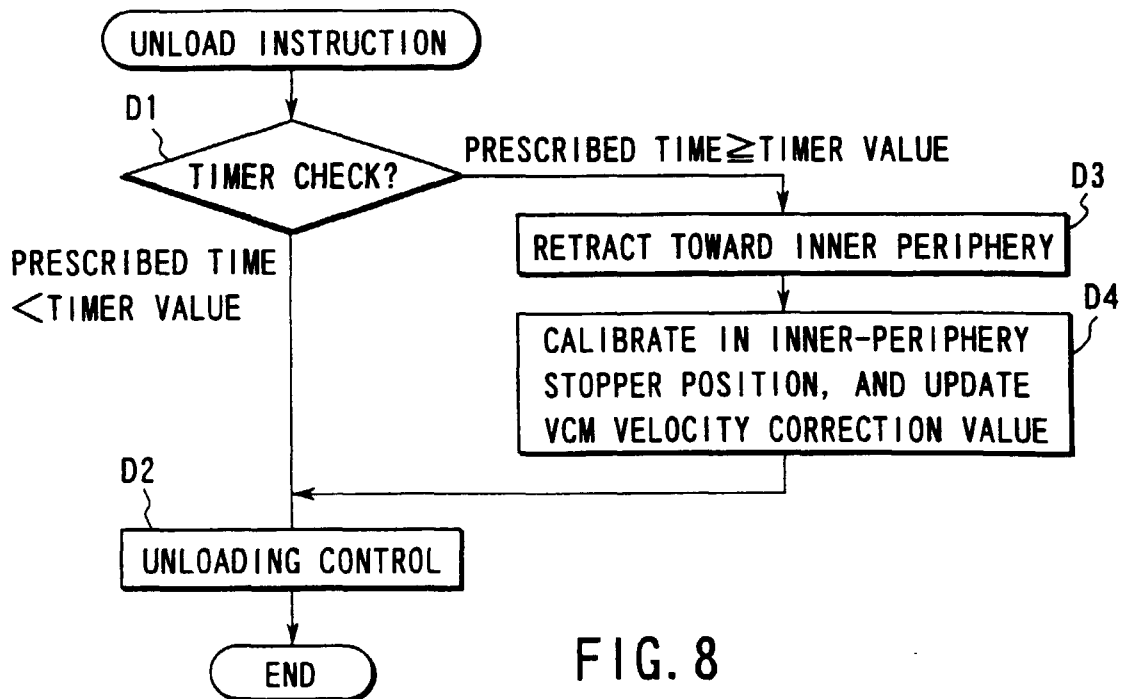 UNLOAD INSTRUCTION
D1
TIMER CHECK?
PRESCRIBED TIME≧TIMER VALUE
D3
RETRACT TOWARD INNER PERIPHERY
PRESCRIBED TIME
<TIMER VALUE
D4
CALIBRATE IN INNER-PERIPHERY
STOPPER POSITION, AND UPDATE
VCM VELOCITY CORRECTION VALUE
D2
UNLOADING CONTROL
END
FIG. 8